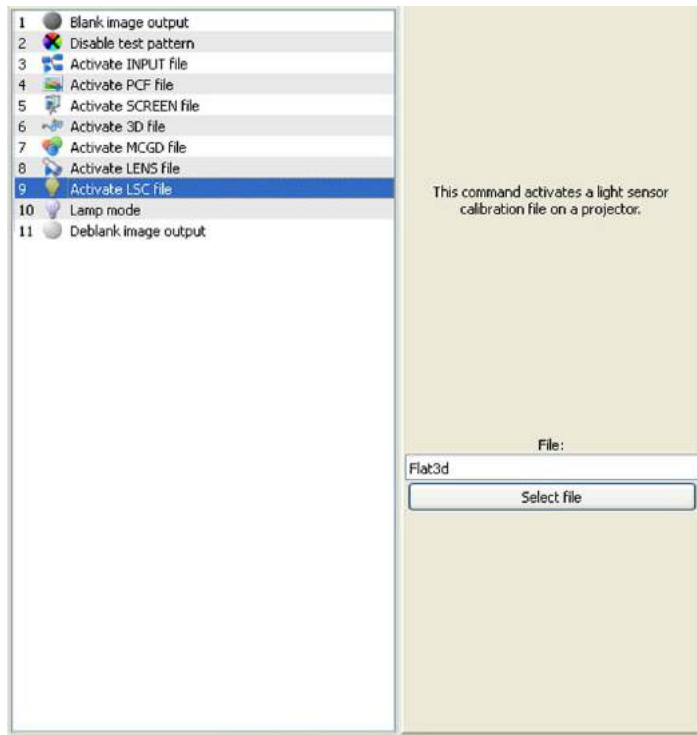 1 Blank image output
2 Disable test pattern
3 Activate INPUT file
4 Activate PCF file
5 Activate SCREEN file
6 Activate 3D file
7 Activate MCGD file
8 Activate LENS file
9 Activate LSC file
10 Lamp mode
11 Deblank image output
This command activates a light sensor
calibration file on a projector.
File:
Flat3d
Select file